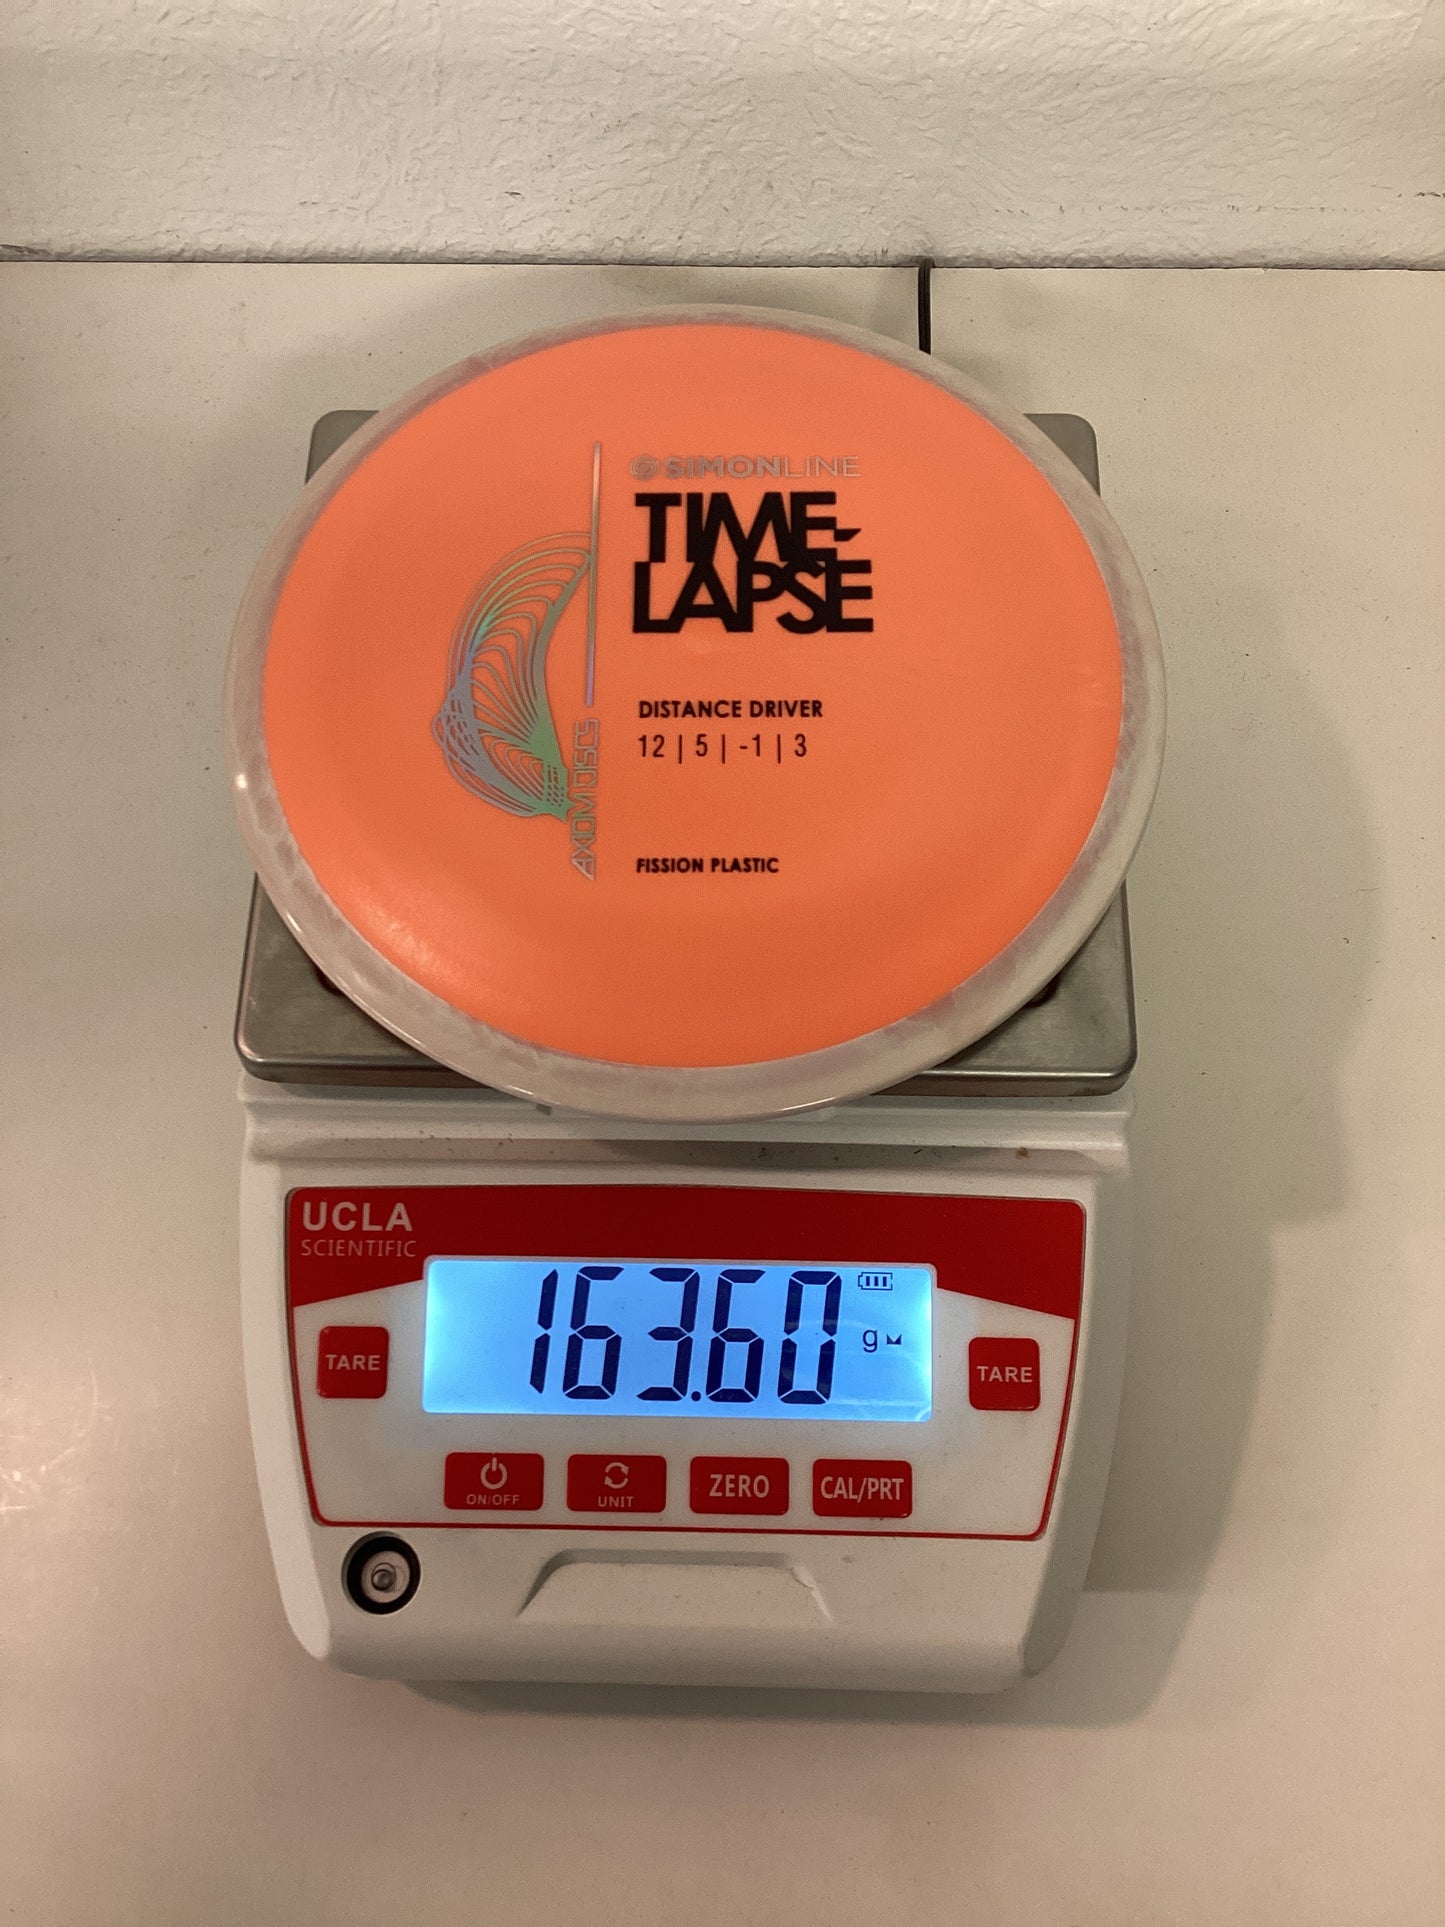 SIMONLINE
TIME-
LAPSE
DISTANCE DRIVER
12 | 5 | -1 | 3
AXIOM DISCS
FISSION PLASTIC
UCLA
SCIENTIFIC
163.60 g
TARE
TARE
ON/OFF
UNIT
ZERO
CAL/PRT